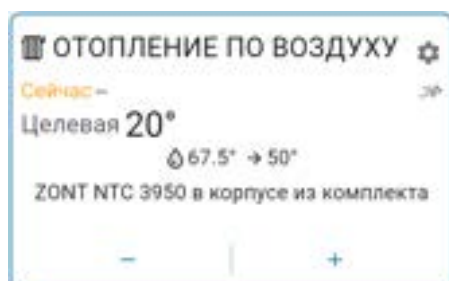 ОТОПЛЕНИЕ ПО ВОЗДУХУ
Сейчас –
Целевая 20°
67.5° → 50°
ZONT NTC 3950 в корпусе из комплекта
− +